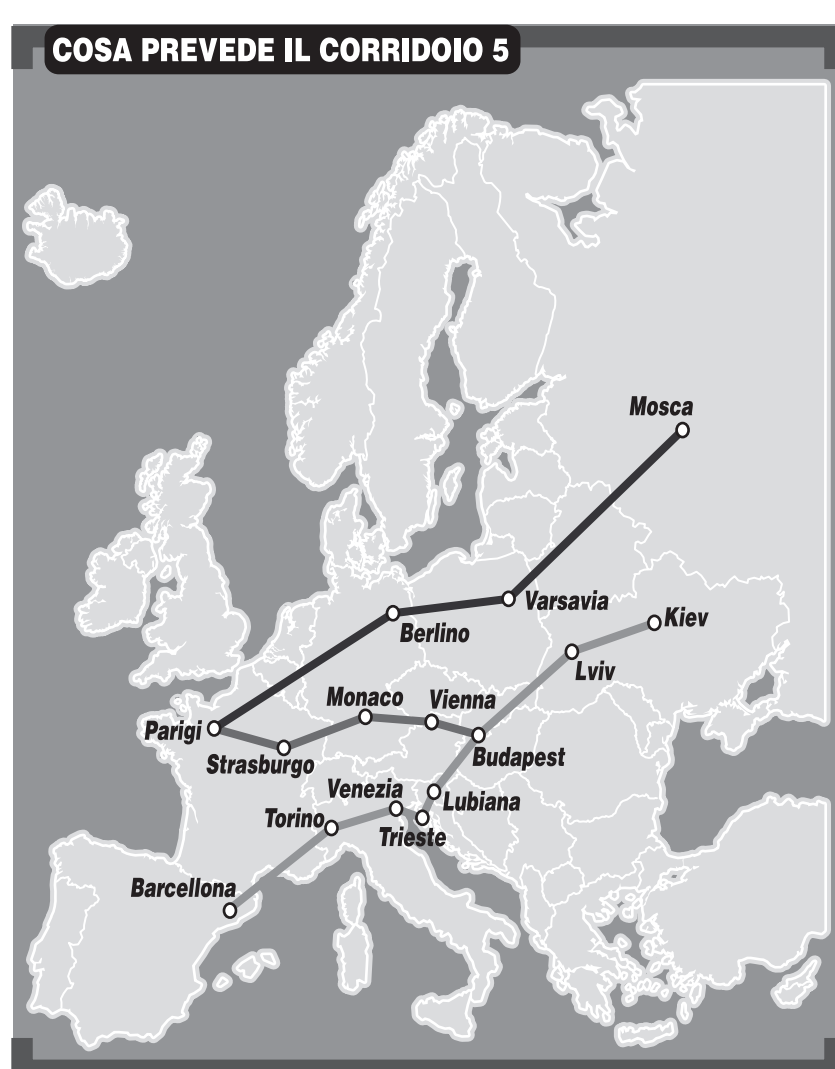 COSA PREVEDE IL CORRIDOIO 5
Mosca
Varsavia
Kiev
Berlino
Lviv
Monaco
Vienna
Parigi
Strasburgo
Budapest
Venezia
Lubiana
Torino
Trieste
Barcellona